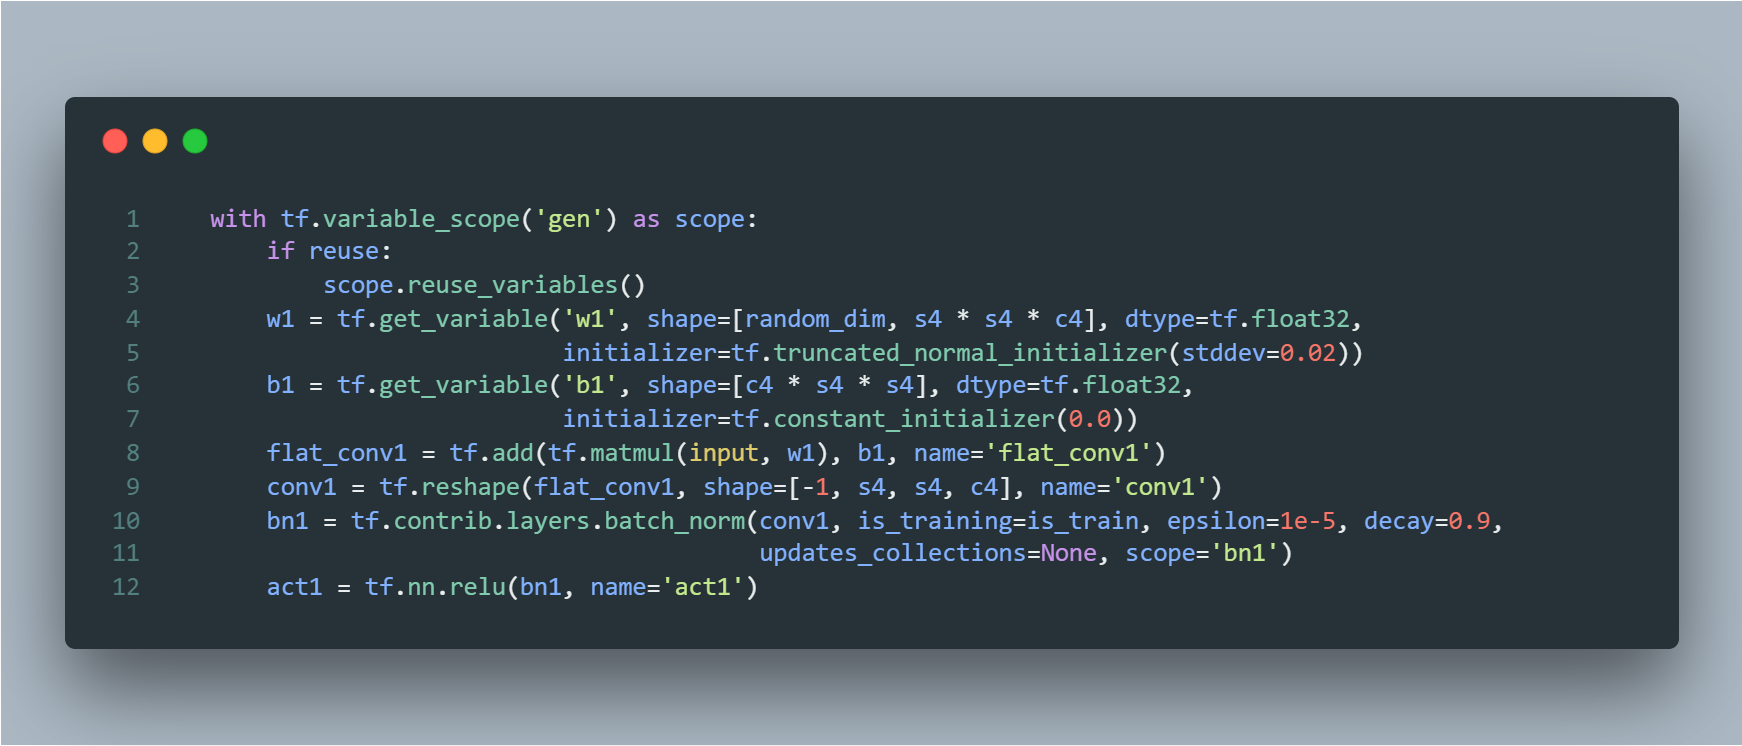 1 with tf.variable_scope('gen') as scope:
2 if reuse:
3 scope.reuse_variables()
4 w1 = tf.get_variable('w1', shape=[random_dim, s4 * s4 * c4], dtype=tf.float32,
5 initializer=tf.truncated_normal_initializer(stddev=0.02))
6 b1 = tf.get_variable('b1', shape=[c4 * s4 * s4], dtype=tf.float32,
7 initializer=tf.constant_initializer(0.0))
8 flat_conv1 = tf.add(tf.matmul(input, w1), b1, name='flat_conv1')
9 conv1 = tf.reshape(flat_conv1, shape=[-1, s4, s4, c4], name='conv1')
10 bn1 = tf.contrib.layers.batch_norm(conv1, is_training=is_train, epsilon=1e-5, decay=0.9,
11 updates_collections=None, scope='bn1')
12 act1 = tf.nn.relu(bn1, name='act1')